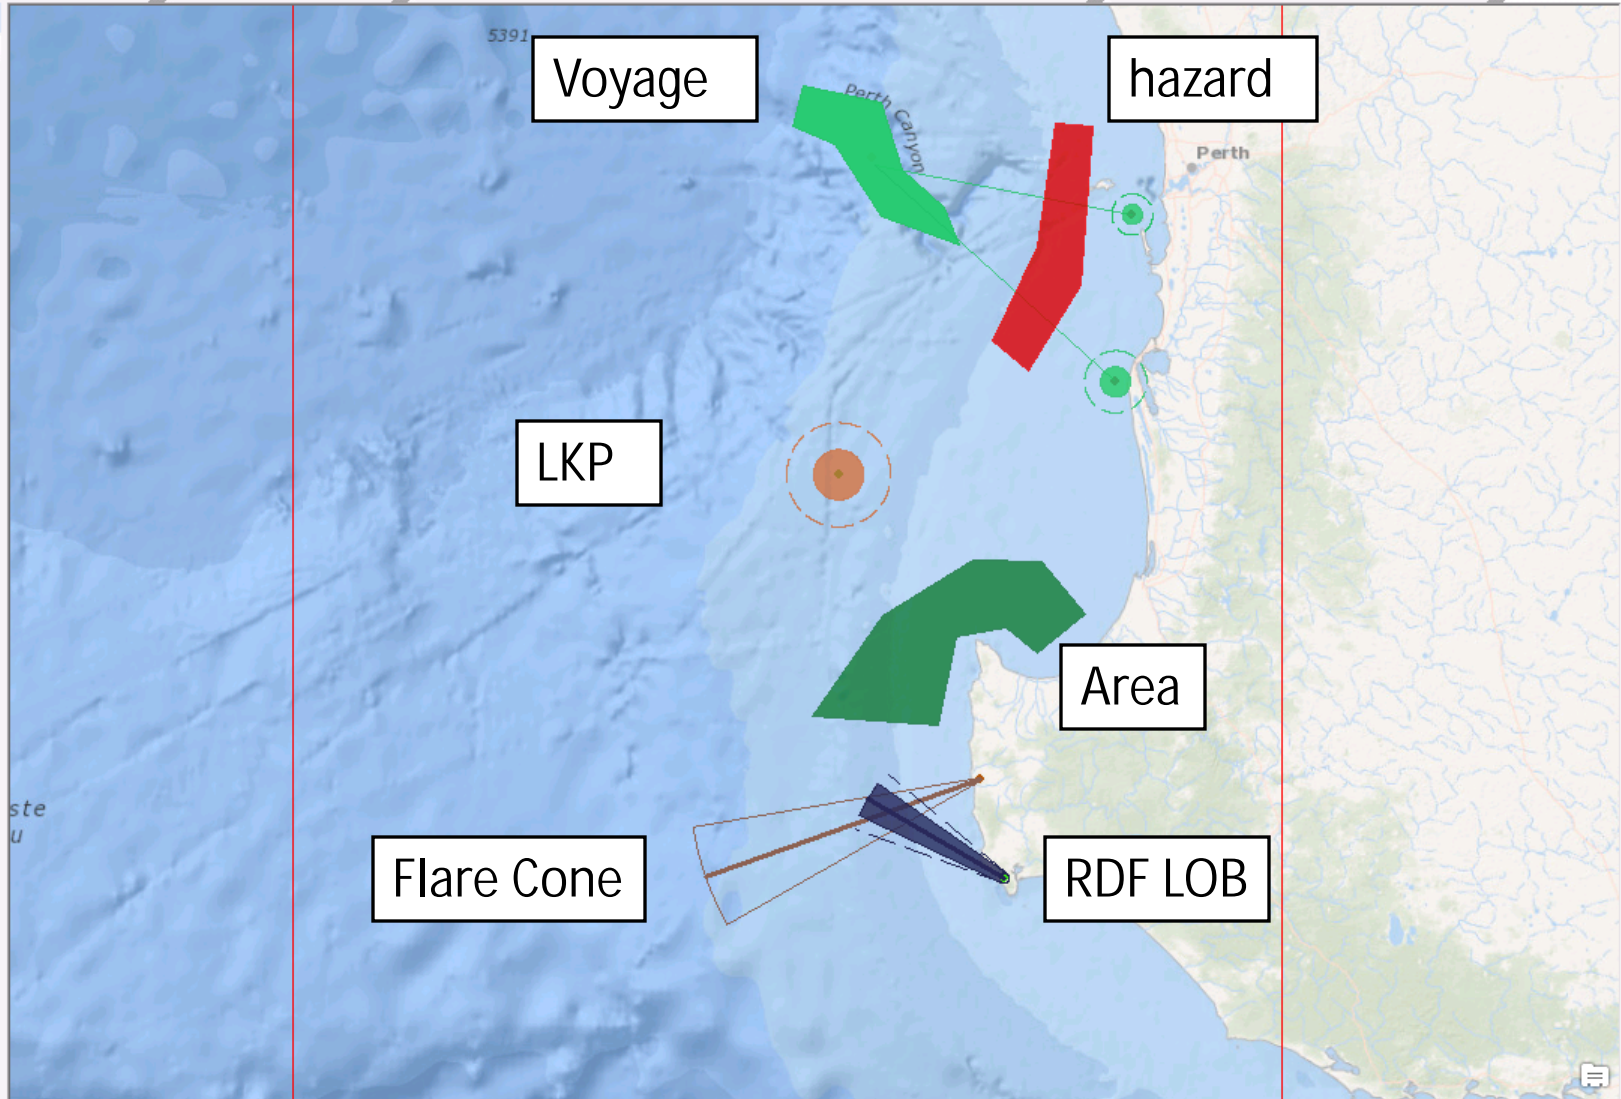 5391
Voyage
hazard
Perth Canyon
Perth
LKP
Area
ste
u
Flare Cone
RDF LOB